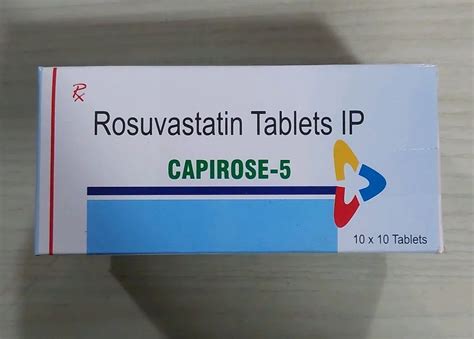 Rx
Rosuvastatin Tablets IP
CAPIROSE-5
10 x 10 Tablets